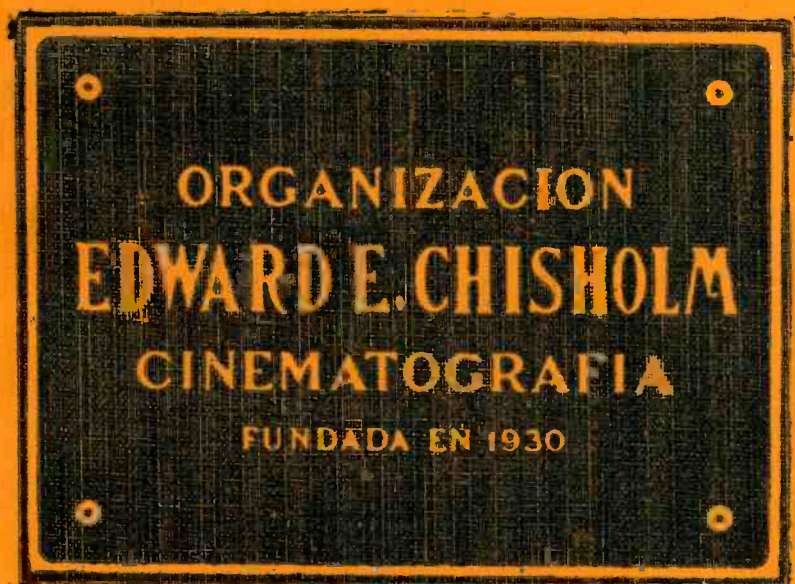 ORGANIZACION
EDWARD E. CHISHOLM
CINEMATOGRAFIA
FUNDADA EN 1930